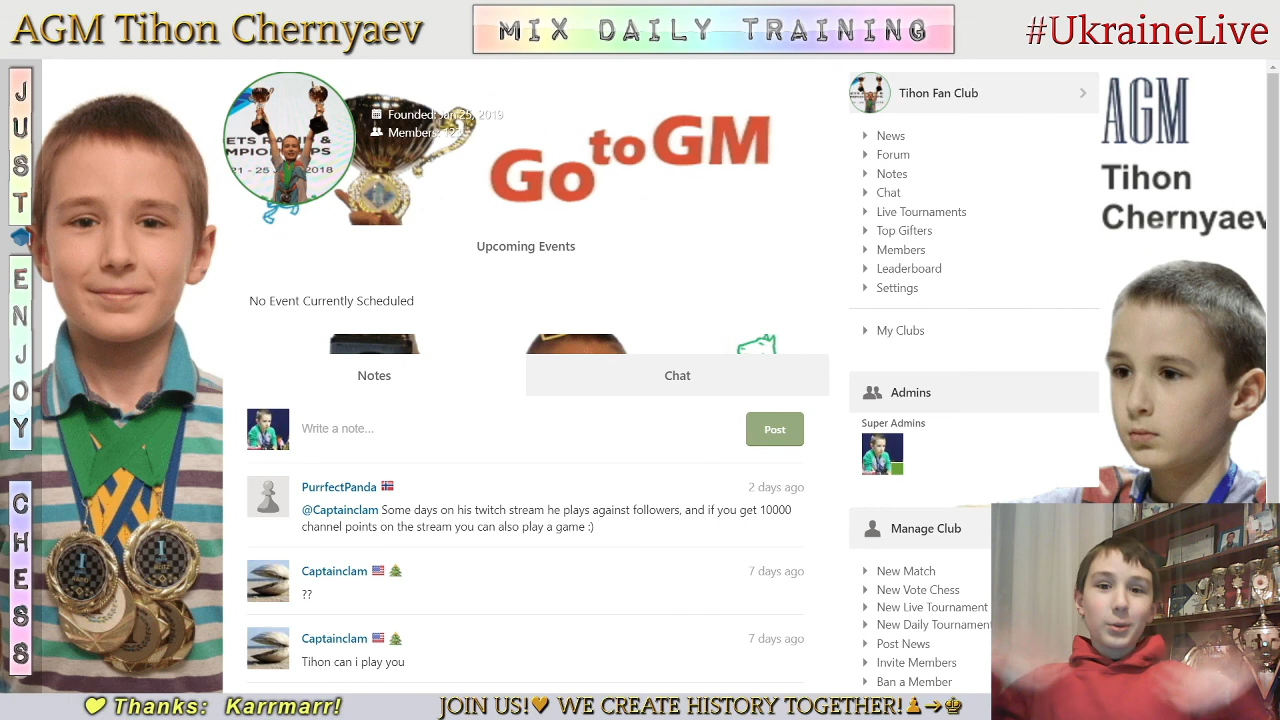 AGM Tihon Chernyaev
MIX DAILY TRAINING
#UkraineLive
JUST
ENJOY
CHESS
Founded: Jan 25, 2019
Members:
ETS RAPID &
MPIONSHIPS
21 - 25 2018
Go to GM
Upcoming Events
No Event Currently Scheduled
Notes
Chat
Write a note...
Post
PurrfectPanda
2 days ago
@Captainclam Some days on his twitch stream he plays against followers, and if you get 10000
channel points on the stream you can also play a game :)
Captainclam
7 days ago
??
Captainclam
7 days ago
Tihon can i play you
Tihon Fan Club
News
Forum
Notes
Chat
Live Tournaments
Top Gifters
Members
Leaderboard
Settings
My Clubs
Admins
Super Admins
Manage Club
New Match
New Vote Chess
New Live Tournament
New Daily Tournament
Post News
Invite Members
Ban a Member
AGM
Tihon
Chernyaev
Thanks: Karrmarr!
JOIN US! WE CREATE HISTORY TOGETHER!